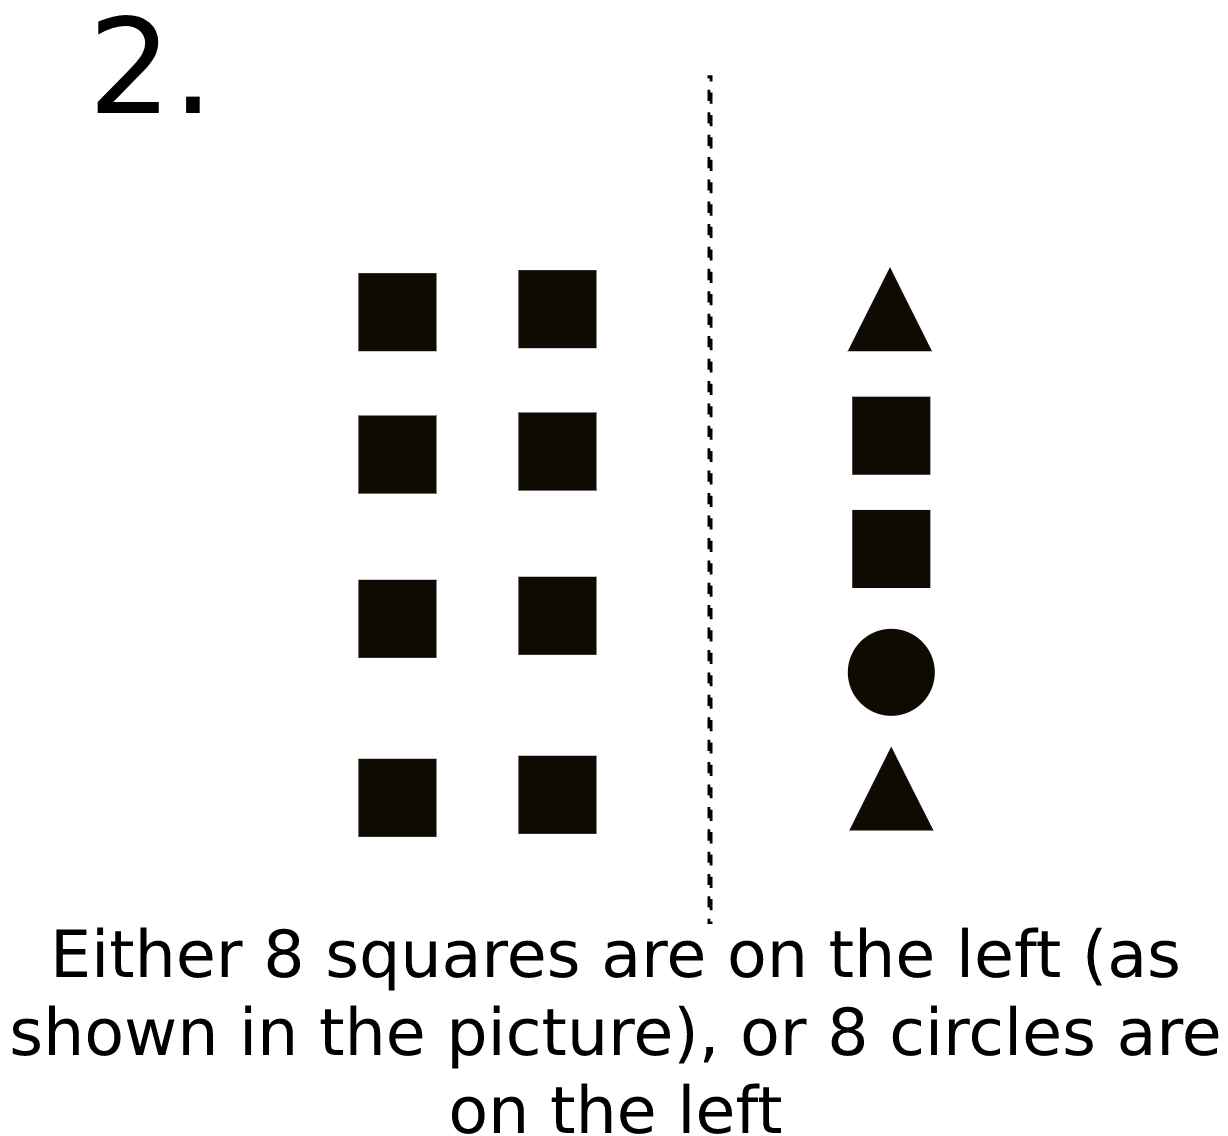 2.
Either 8 squares are on the left (as
shown in the picture), or 8 circles are
on the left